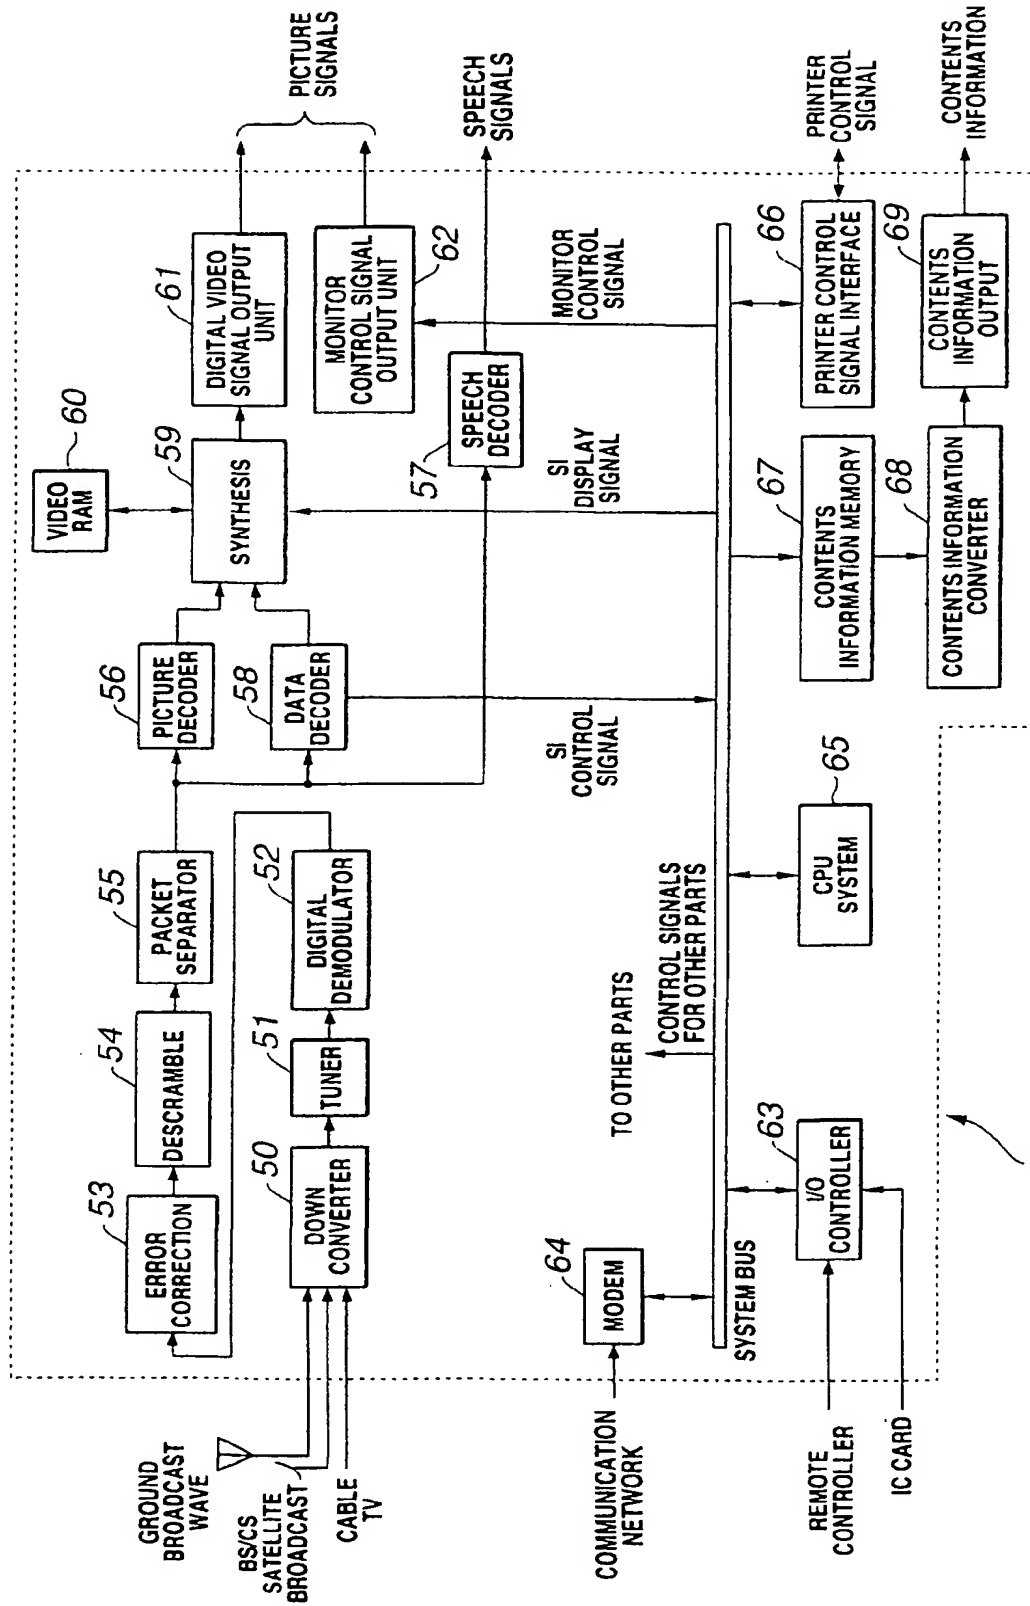 GROUND
BROADCAST
WAVE
BS/CS
SATELLITE
BROADCAST
CABLE
TV
53
ERROR
CORRECTION
54
DESCRAMBLE
55
PACKET
SEPARATOR
50
DOWN
CONVERTER
51
TUNER
52
DIGITAL
DEMODULATOR
56
PICTURE
DECODER
58
DATA
DECODER
60
VIDEO
RAM
59
SYNTHESIS
61
DIGITAL VIDEO
SIGNAL OUTPUT
UNIT
MONITOR
CONTROL SIGNAL
OUTPUT UNIT
62
PICTURE
SIGNALS
57
SPEECH
DECODER
SPEECH
SIGNALS
COMMUNICATION
NETWORK
64
MODEM
TO OTHER PARTS
CONTROL SIGNALS
FOR OTHER PARTS
SI
CONTROL
SIGNAL
SI
DISPLAY
SIGNAL
MONITOR
CONTROL
SIGNAL
SYSTEM BUS
REMOTE
CONTROLLER
IC CARD
63
I/O
CONTROLLER
65
CPU
SYSTEM
67
CONTENTS
INFORMATION MEMORY
66
PRINTER CONTROL
SIGNAL INTERFACE
PRINTER
CONTROL
SIGNAL
68
CONTENTS INFORMATION
CONVERTER
69
CONTENTS
INFORMATION
OUTPUT
CONTENTS
INFORMATION